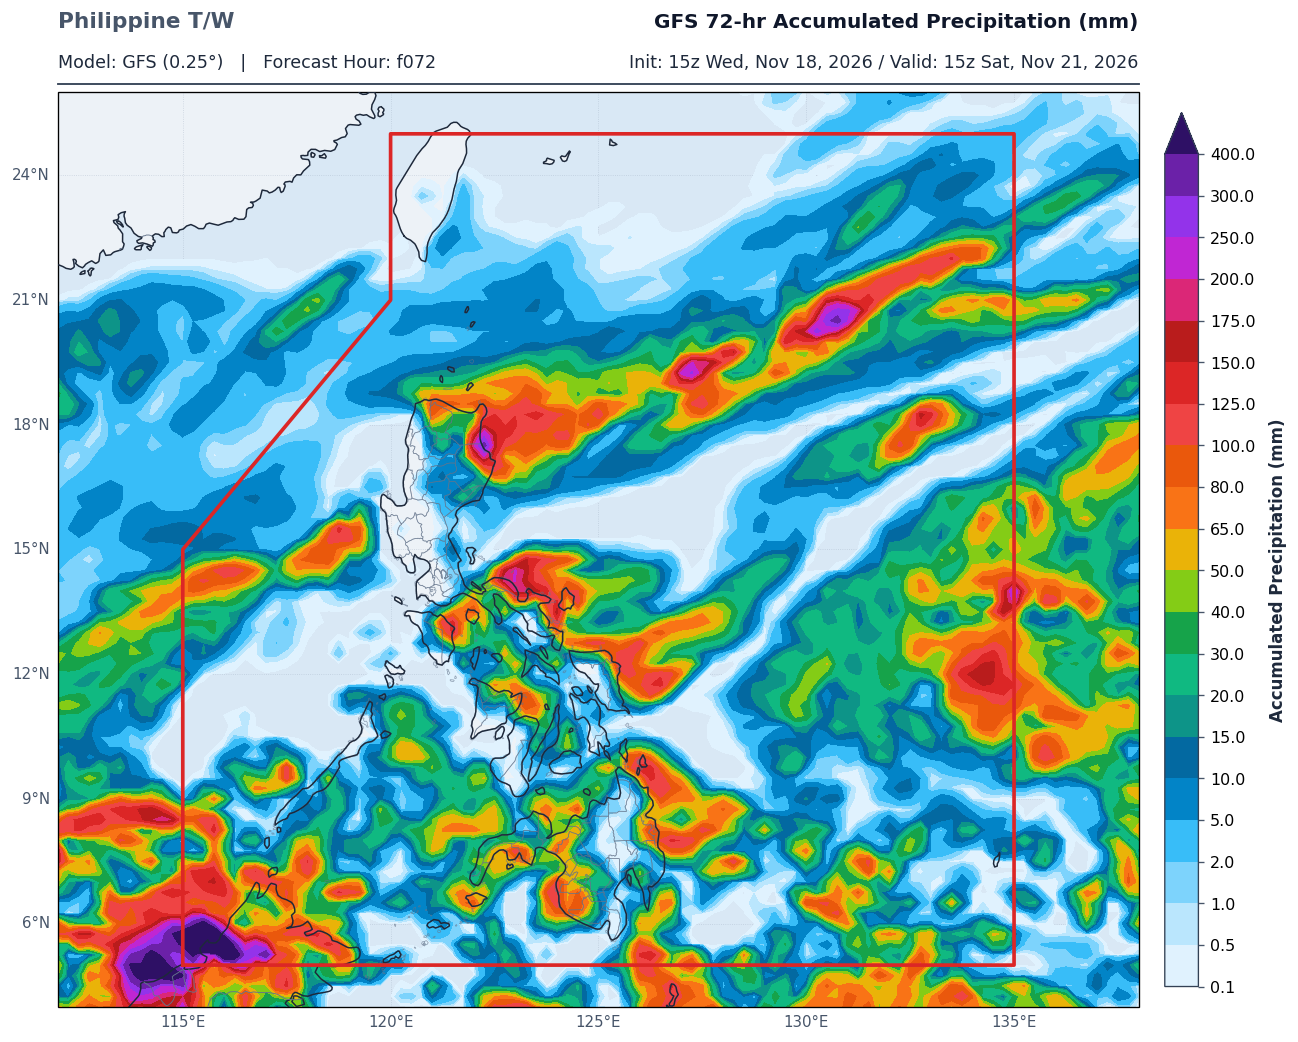 Philippine T/W
GFS 72-hr Accumulated Precipitation (mm)
Model: GFS (0.25°)   |   Forecast Hour: f072
Init: 15z Wed, Nov 18, 2026 / Valid: 15z Sat, Nov 21, 2026
24°N
21°N
18°N
15°N
12°N
9°N
6°N
115°E
120°E
125°E
130°E
135°E
400.0
300.0
250.0
200.0
175.0
150.0
125.0
100.0
80.0
65.0
50.0
40.0
30.0
20.0
15.0
10.0
5.0
2.0
1.0
0.5
0.1
Accumulated Precipitation (mm)